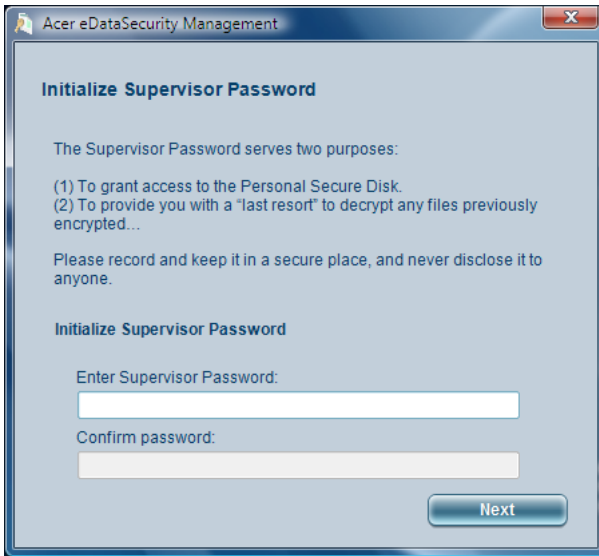 Acer eDataSecurity Management
Initialize Supervisor Password
The Supervisor Password serves two purposes:
(1) To grant access to the Personal Secure Disk.
(2) To provide you with a “last resort” to decrypt any files previously
encrypted...
Please record and keep it in a secure place, and never disclose it to
anyone.
Initialize Supervisor Password
Enter Supervisor Password:
Confirm password:
Next